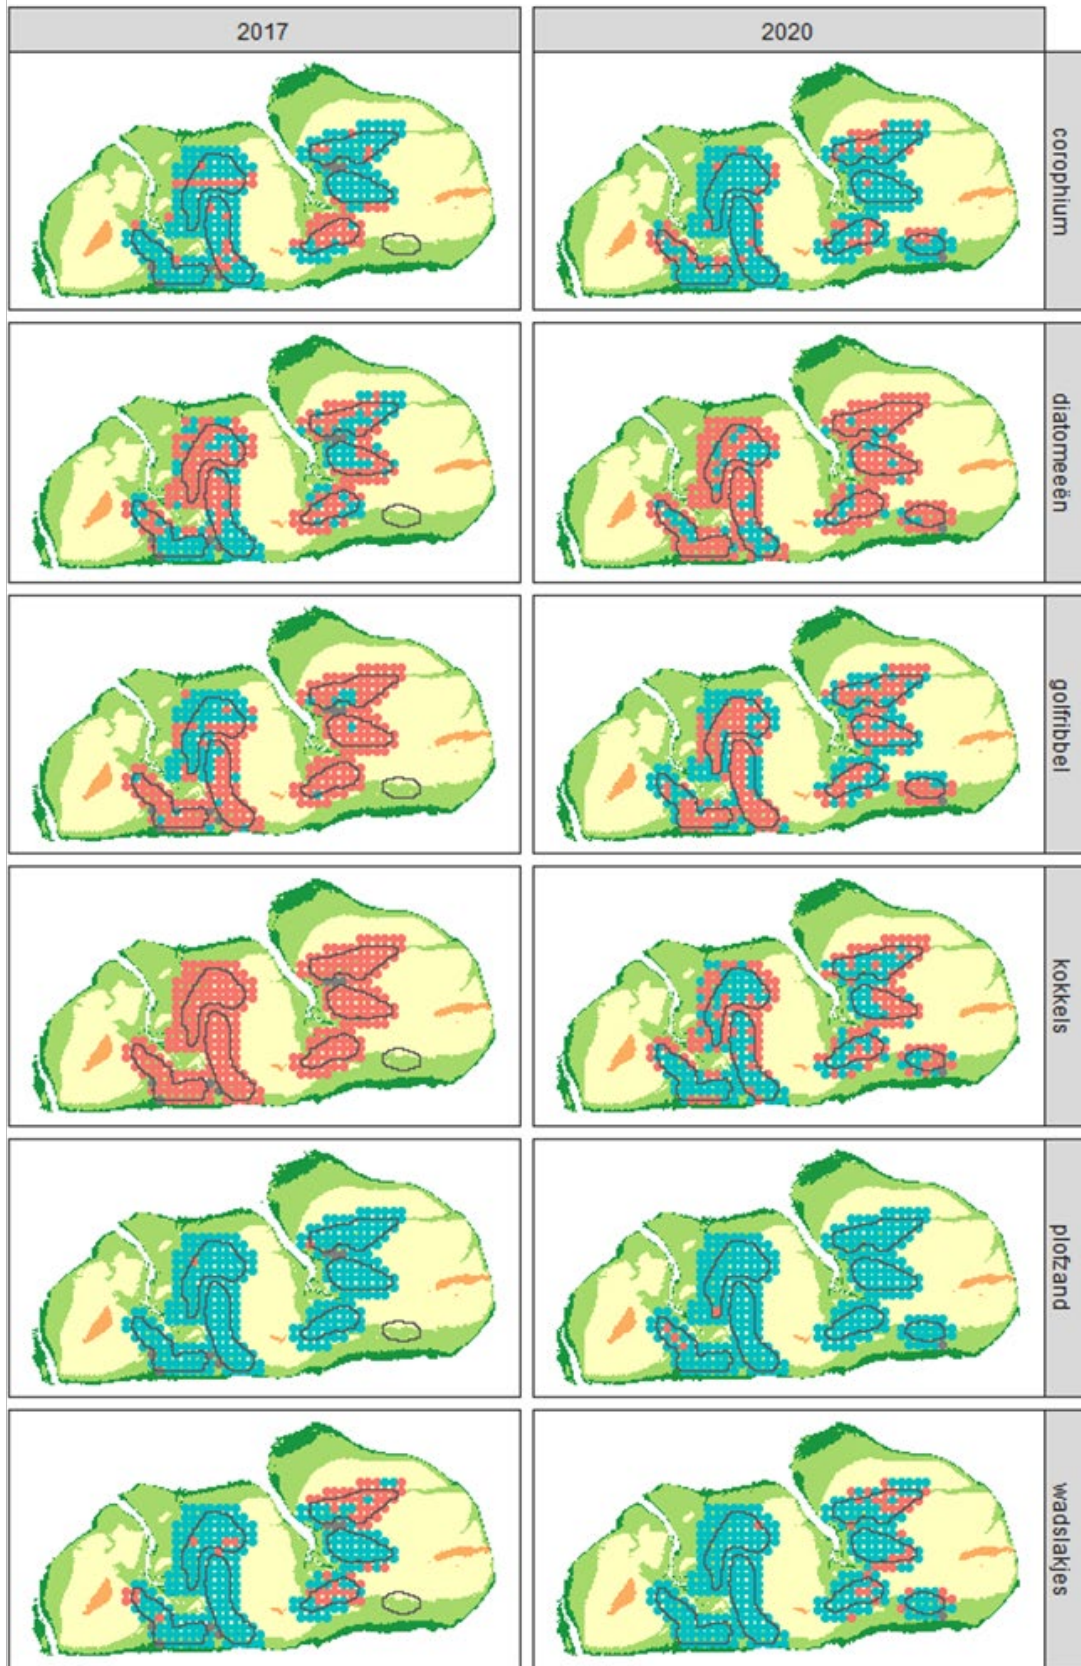 2017
2020
corophium
diatomeeën
golfribbel
kokkels
plofzand
wadslakjes